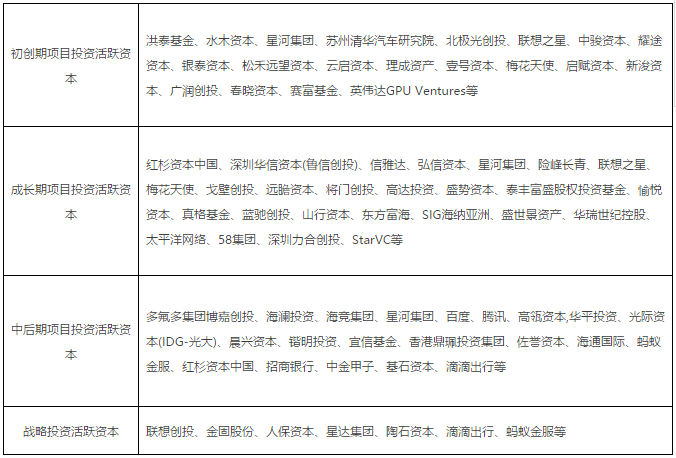 初创期项目投资活跃资
本
洪泰基金、水木资本、星河集团、苏州清华汽车研究院、北极光创投、联想之星、中骏资本、耀途
资本、银泰资本、松禾远望资本、云启资本、理成资产、壹号资本、梅花天使、启赋资本、新浚资
本、广润创投、春晓资本、赛富基金、英伟达GPU Ventures等
成长期项目投资活跃资
本
红杉资本中国、深圳华信资本(鲁信创投)、信雅达、弘信资本、星河集团、险峰长青、联想之星、
梅花天使、戈壁创投、远瞻资本、将门创投、高达投资、盛势资本、泰丰富盛股权投资基金、愉悦
资本、真格基金、蓝驰创投、山行资本、东方富海、SIG海纳亚洲、盛世景资产、华瑞世纪控股、
太平洋网络、58集团、深圳力合创投、StarVC等
中后期项目投资活跃资
本
多氟多集团博嘉创投、海澜投资、海竞集团、星河集团、百度、腾讯、高瓴资本,华平投资、光际资
本(IDG-光大)、晨兴资本、锴明投资、宜信基金、香港鼎珮投资集团、佐誉资本、海通国际、蚂蚁
金服、红杉资本中国、招商银行、中金甲子、基石资本、滴滴出行等
战略投资活跃资本
联想创投、金固股份、人保资本、星达集团、陶石资本、滴滴出行、蚂蚁金服等